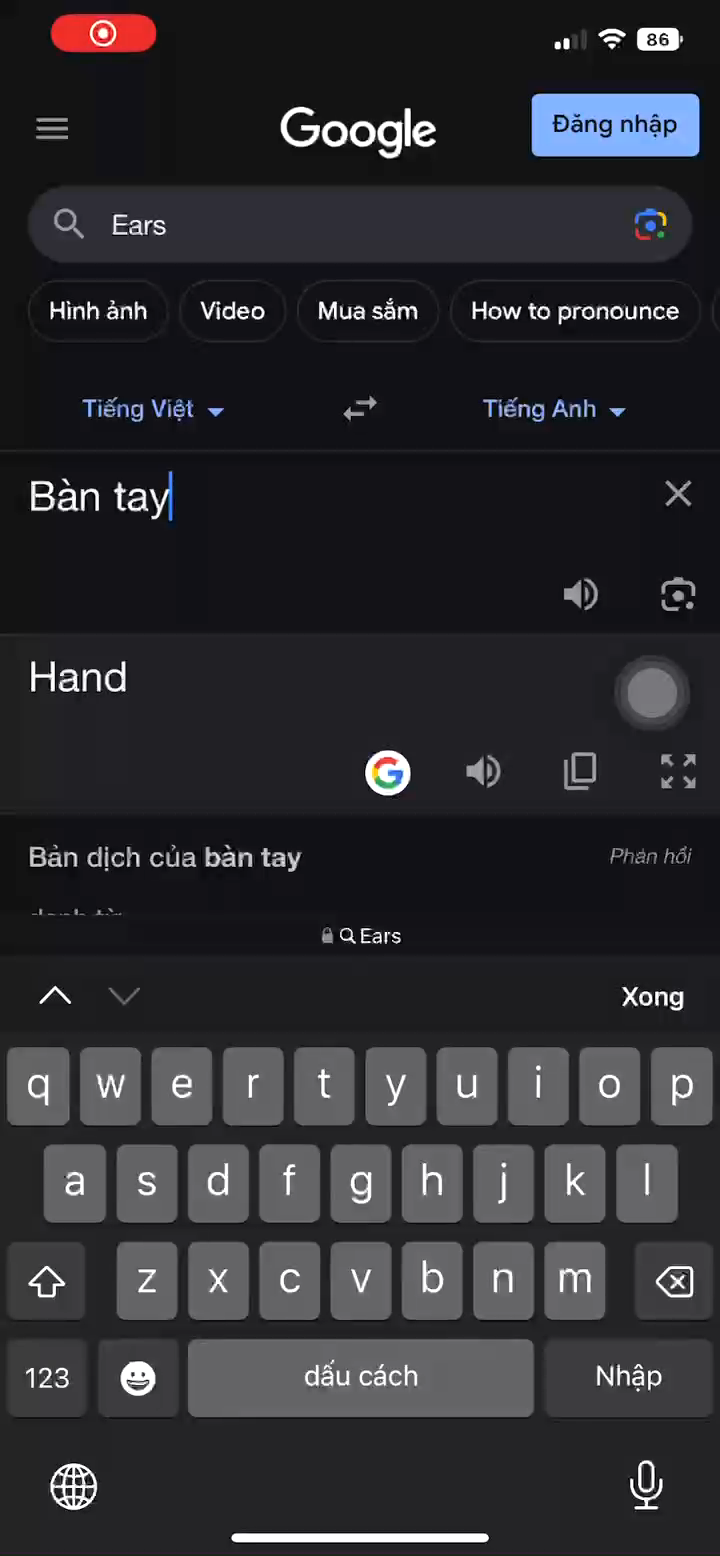 86
Google
Đăng nhập
Ears
Hình ảnh
Video
Mua sắm
How to pronounce
Tiếng Việt
Tiếng Anh
Bàn tay
Hand
Bản dịch của bàn tay
Phản hồi
Ears
Xong
q w e r t y u i o p
a s d f g h j k l
z x c v b n m
123
dấu cách
Nhập